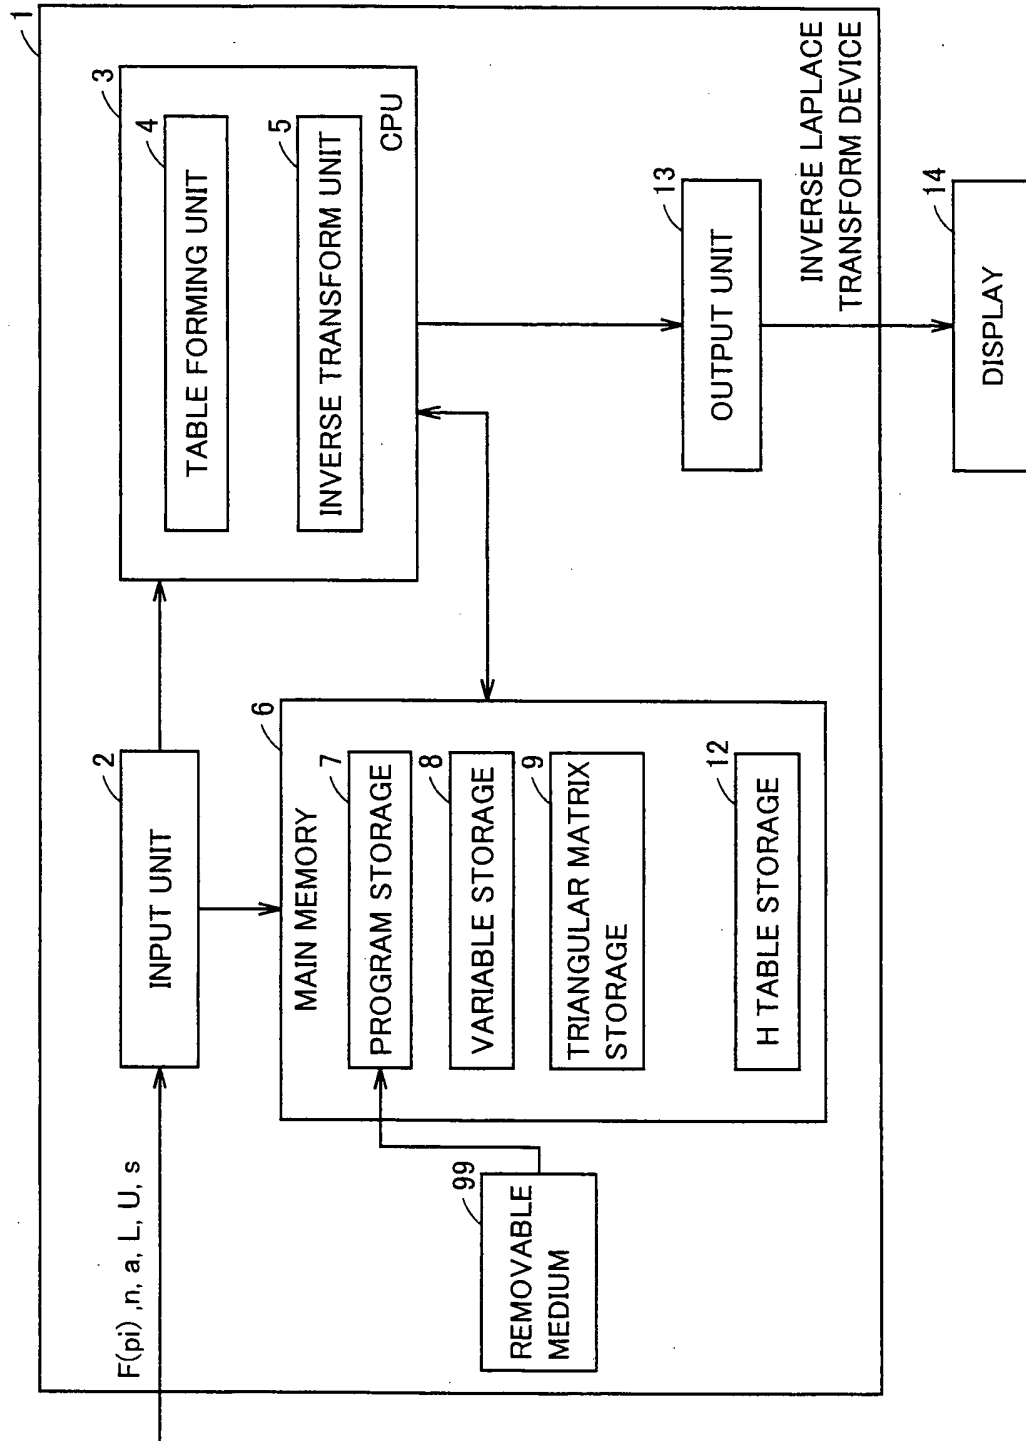 1
F(pi) ,n, a, L, U, s
2
INPUT UNIT
3
4
TABLE FORMING UNIT
5
INVERSE TRANSFORM UNIT
CPU
6
MAIN MEMORY
7
PROGRAM STORAGE
8
VARIABLE STORAGE
9
TRIANGULAR MATRIX
STORAGE
12
H TABLE STORAGE
99
REMOVABLE
MEDIUM
13
OUTPUT UNIT
INVERSE LAPLACE
TRANSFORM DEVICE
14
DISPLAY